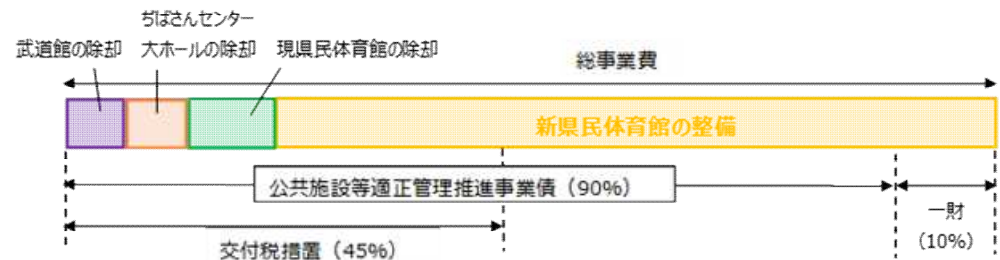 ぢばさんセンター
武道館の除却 大ホールの除却 現県民体育館の除却
総事業費
新県民体育館の整備
公共施設等適正管理推進事業債（90%）
一財
（10%）
交付税措置（45%）